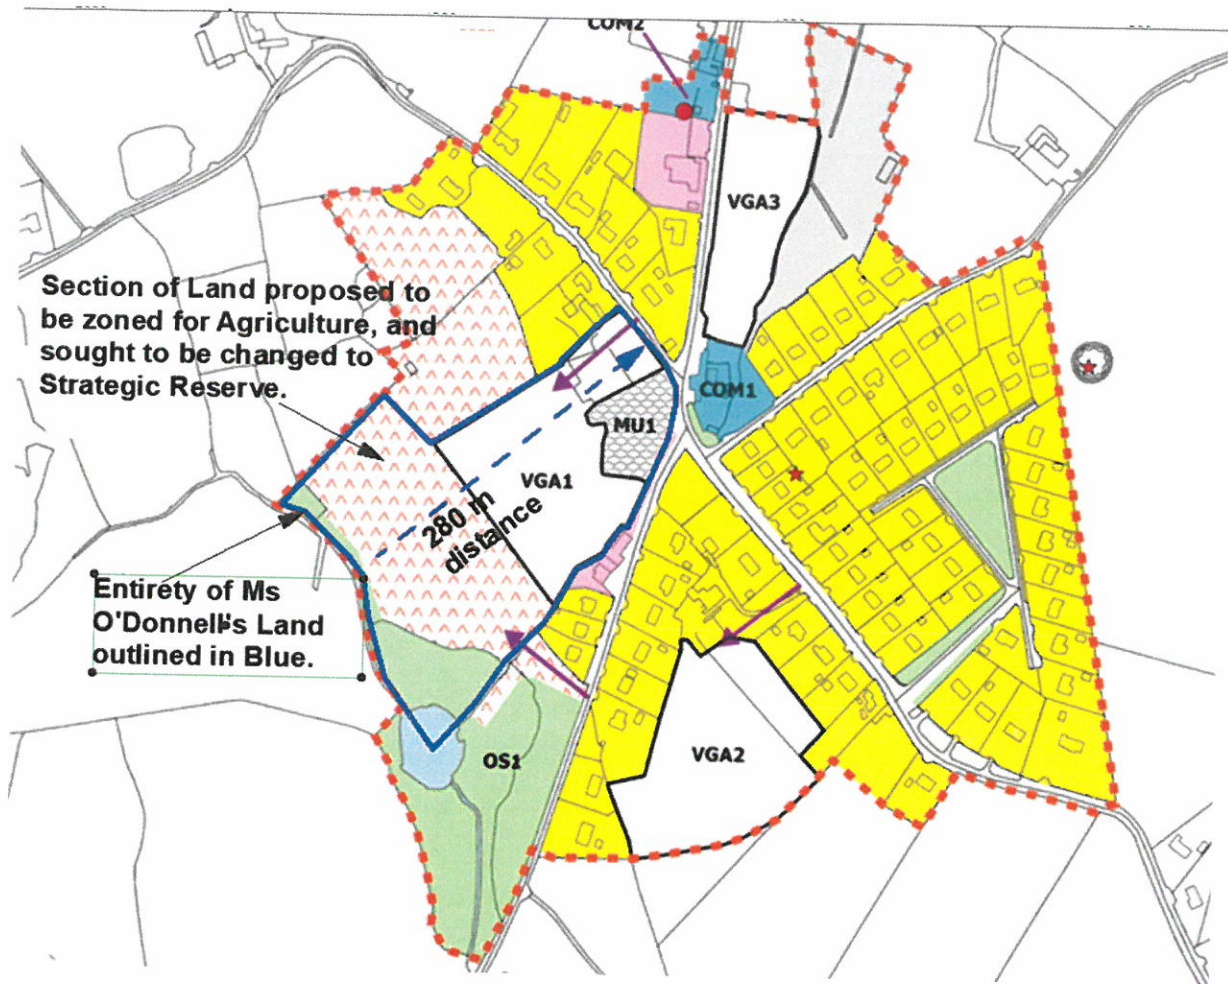 COM2
VGA3
Section of Land proposed to
be zoned for Agriculture, and
sought to be changed to
Strategic Reserve.
COM1
MU1
VGA1
280 m
distance
Entirety of Ms
O'Donnell's Land
outlined in Blue.
OS1
VGA2